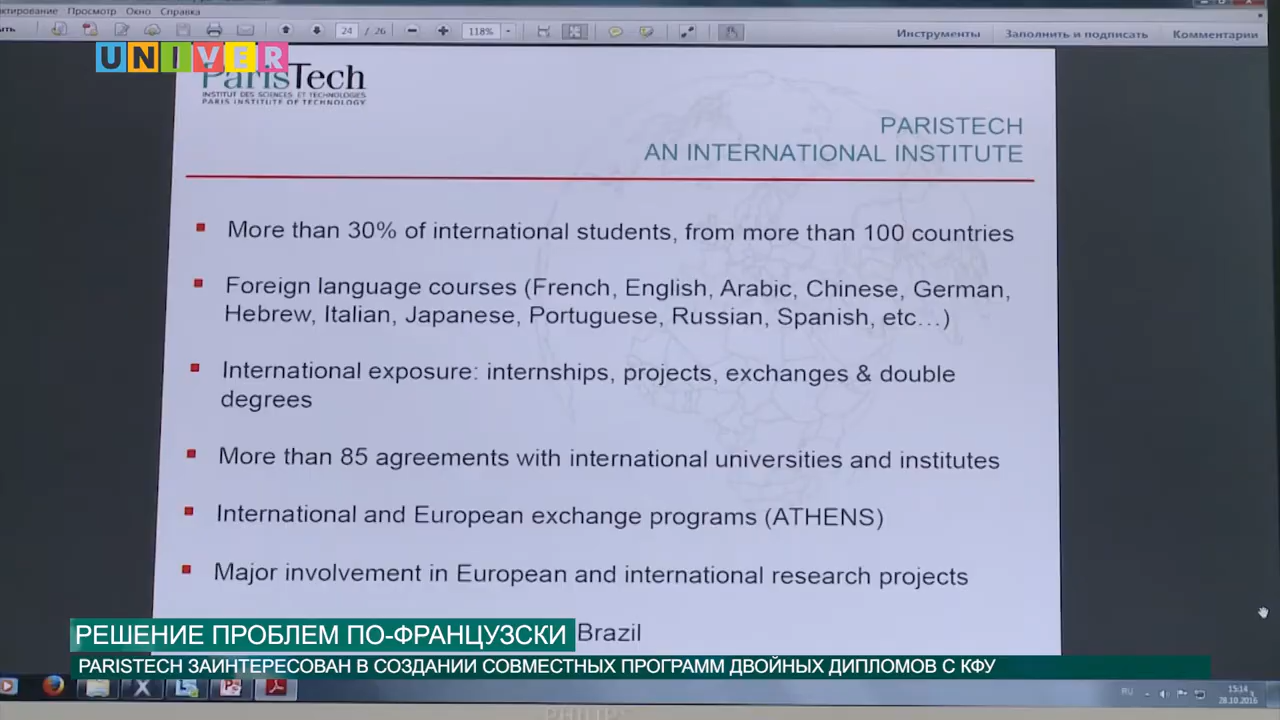 Просмотр Окно Справка
24 / 26 118%
Инструменты Заполнить и подписать Комментарии
UNIVER
ParisTech
INSTITUT DES SCIENCES ET TECHNOLOGIES
PARIS INSTITUTE OF TECHNOLOGY
PARISTECH
AN INTERNATIONAL INSTITUTE
More than 30% of international students, from more than 100 countries
Foreign language courses (French, English, Arabic, Chinese, German,
Hebrew, Italian, Japanese, Portuguese, Russian, Spanish, etc…)
International exposure: internships, projects, exchanges & double
degrees
More than 85 agreements with international universities and institutes
International and European exchange programs (ATHENS)
Major involvement in European and international research projects
Brazil
РЕШЕНИЕ ПРОБЛЕМ ПО-ФРАНЦУЗСКИ
PARISTECH ЗАИНТЕРЕСОВАН В СОЗДАНИИ СОВМЕСТНЫХ ПРОГРАММ ДВОЙНЫХ ДИПЛОМОВ С КФУ
RU 15:14
28.10.2016
PHILIPS